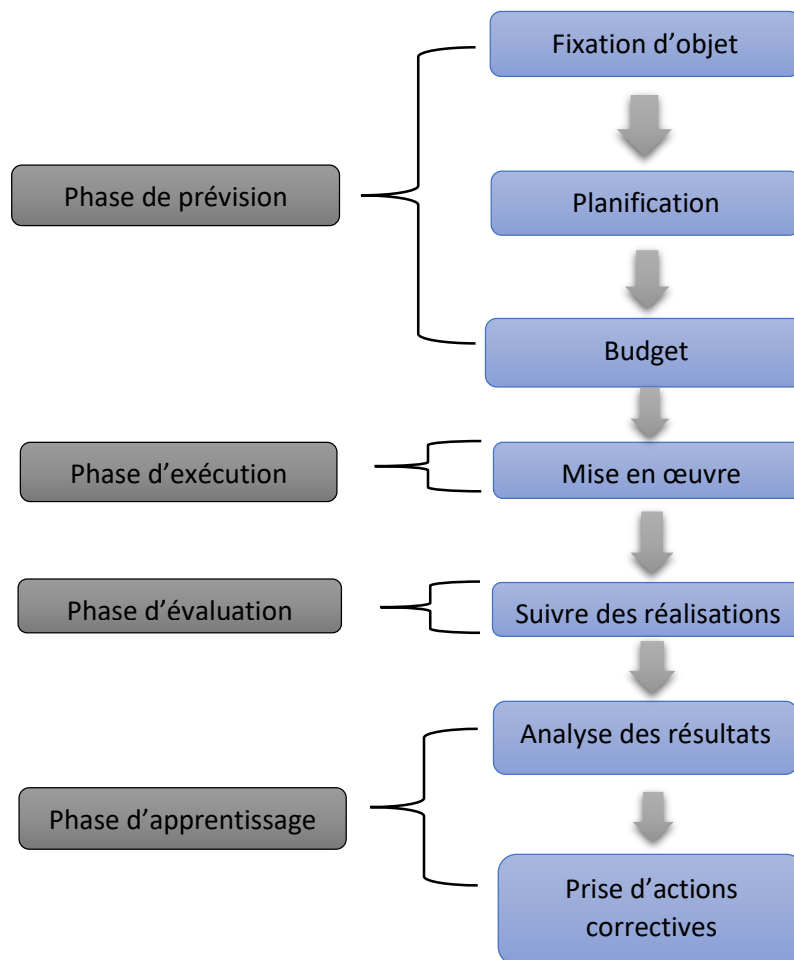 Fixation d’objet
Phase de prévision
Planification
Budget
Phase d’exécution
Mise en œuvre
Phase d’évaluation
Suivre des réalisations
Analyse des résultats
Phase d’apprentissage
Prise d’actions
correctives